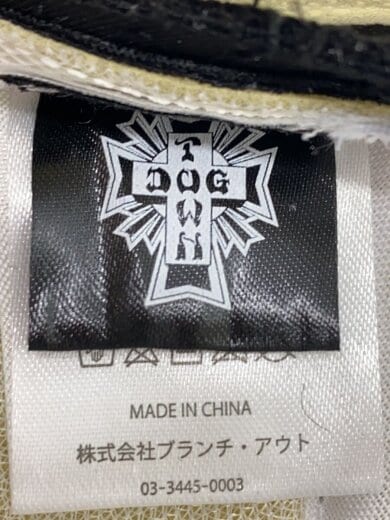 DOG
TOWN
MADE IN CHINA
株式会社ブランチ・アウト
03-3445-0003